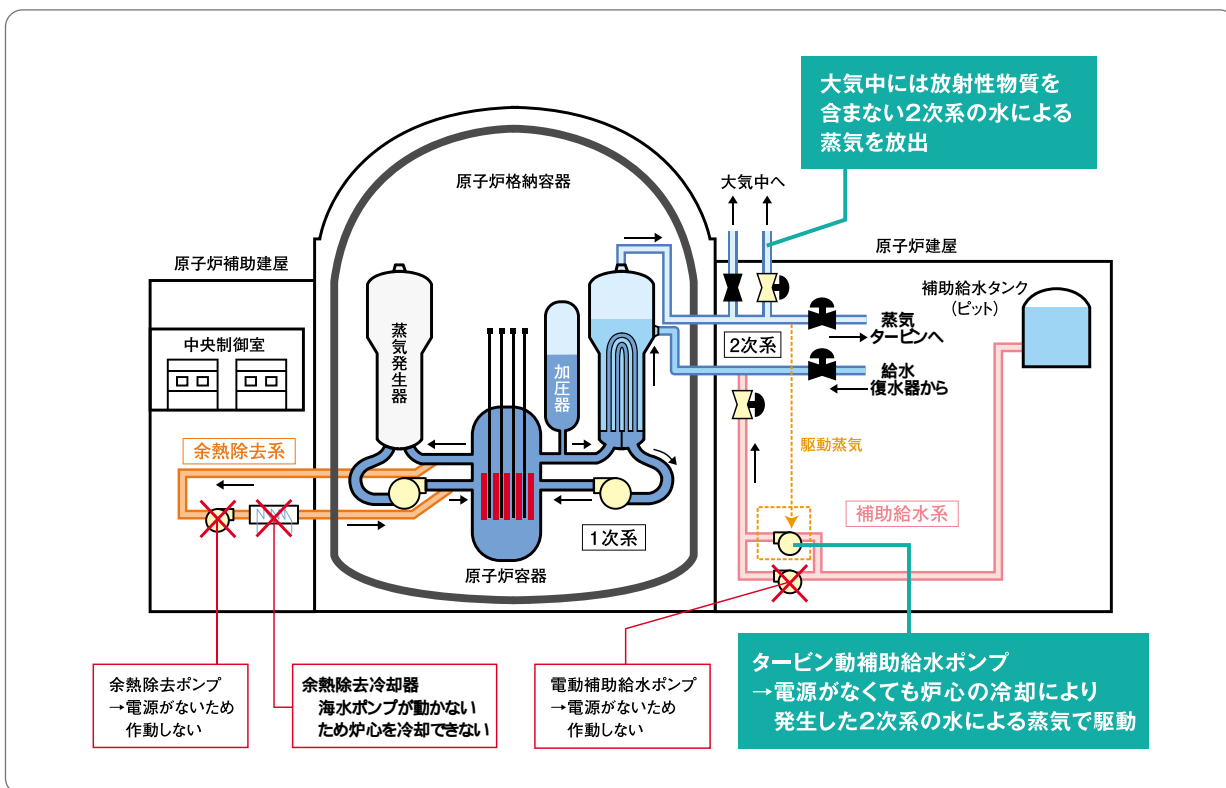 大気中には放射性物質を
含まない2次系の水による
蒸気を放出
大気中へ
原子炉格納容器
原子炉建屋
原子炉補助建屋
補助給水タンク
(ピット)
中央制御室
蒸気発生器
加圧器
2次系
蒸気
タービンへ
給水
復水器から
余熱除去系
駆動蒸気
補助給水系
1次系
原子炉容器
余熱除去ポンプ
→電源がないため
作動しない
余熱除去冷却器
海水ポンプが動かない
ため炉心を冷却できない
電動補助給水ポンプ
→電源がないため
作動しない
タービン動補助給水ポンプ
→電源がなくても炉心の冷却により
発生した2次系の水による蒸気で駆動